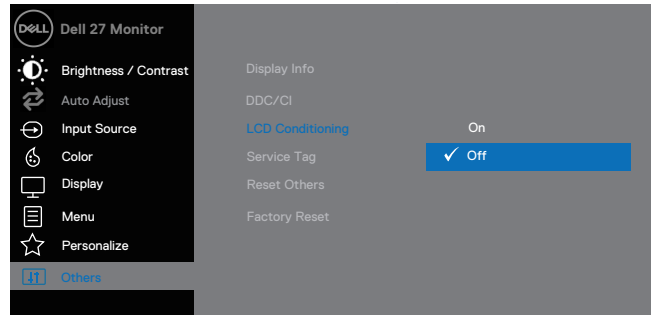 DELL Dell 27 Monitor
Brightness / Contrast
Auto Adjust
Input Source
Color
Display
Menu
Personalize
Others
Display Info
DDC/CI
LCD Conditioning
Service Tag
Reset Others
Factory Reset
On
Off